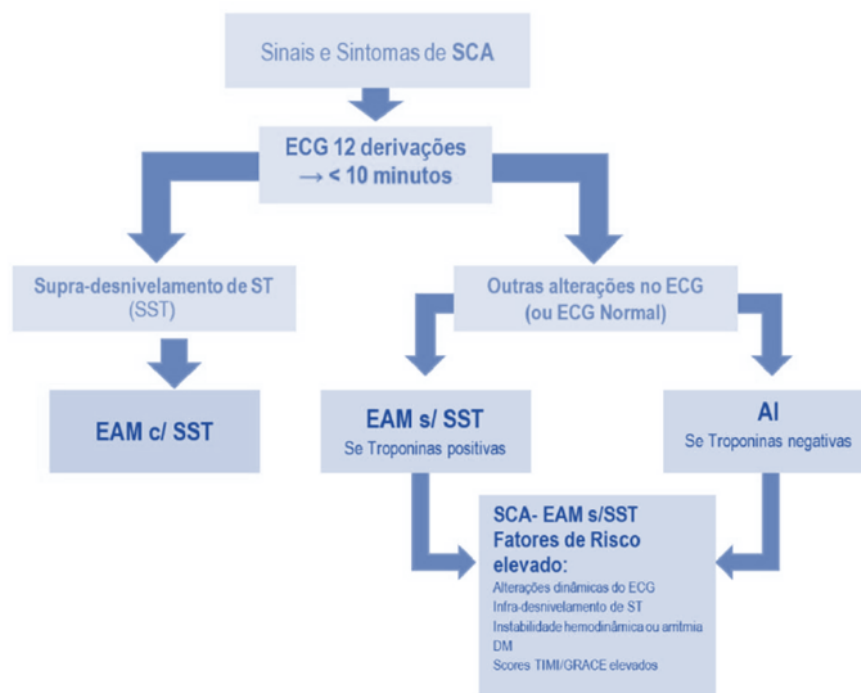 Sinais e Sintomas de SCA
ECG 12 derivações
→ < 10 minutos
Supra-desnivelamento de ST
(SST)
Outras alterações no ECG
(ou ECG Normal)
EAM c/ SST
EAM s/ SST
Se Troponinas positivas
AI
Se Troponinas negativas
SCA- EAM s/SST
Fatores de Risco
elevado:
Alterações dinâmicas do ECG
Infra-desnivelamento de ST
Instabilidade hemodinâmica ou arritmia
DM
Scores TIMI/GRACE elevados